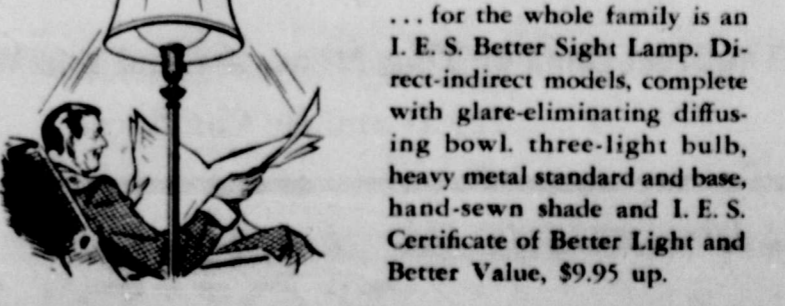 ... for the whole family is an
I. E. S. Better Sight Lamp. Di-
rect-indirect models, complete
with glare-eliminating diffus-
ing bowl. three-light bulb,
heavy metal standard and base,
hand-sewn shade and I. E. S.
Certificate of Better Light and
Better Value, $9.95 up.